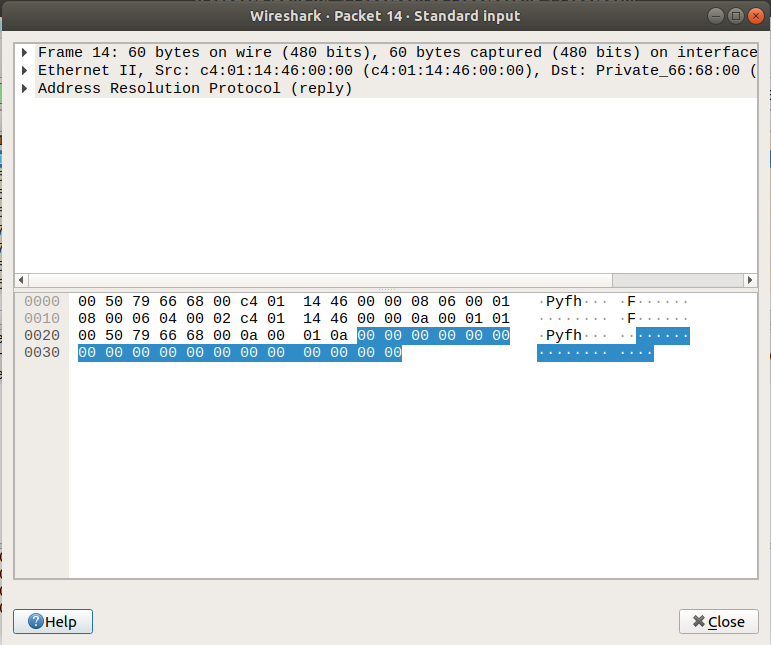 Wireshark · Packet 14 · Standard input
Frame 14: 60 bytes on wire (480 bits), 60 bytes captured (480 bits) on interface
Ethernet II, Src: c4:01:14:46:00:00 (c4:01:14:46:00:00), Dst: Private_66:68:00 (
Address Resolution Protocol (reply)
0000 00 50 79 66 68 00 c4 01 14 46 00 00 08 06 00 01 ·Pyfh··· ·F······
0010 08 00 06 04 00 02 c4 01 14 46 00 00 0a 00 01 01 ········ ·F······
0020 00 50 79 66 68 00 0a 00 01 0a 00 00 00 00 00 00 ·Pyfh··· ········
0030 00 00 00 00 00 00 00 00 00 00 00 00 ········ ····
Help
Close